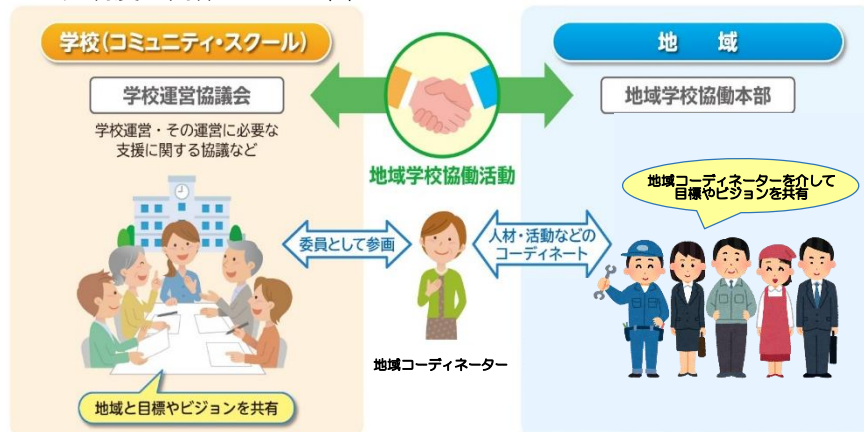 学校(コミュニティ・スクール)
学校運営協議会
学校運営・その運営に必要な
支援に関する協議など
地域学校協働活動
地　域
地域学校協働本部
地域コーディネーターを介して
目標やビジョンを共有
委員として参画
人材・活動などの
コーディネート
地域コーディネーター
地域と目標やビジョンを共有